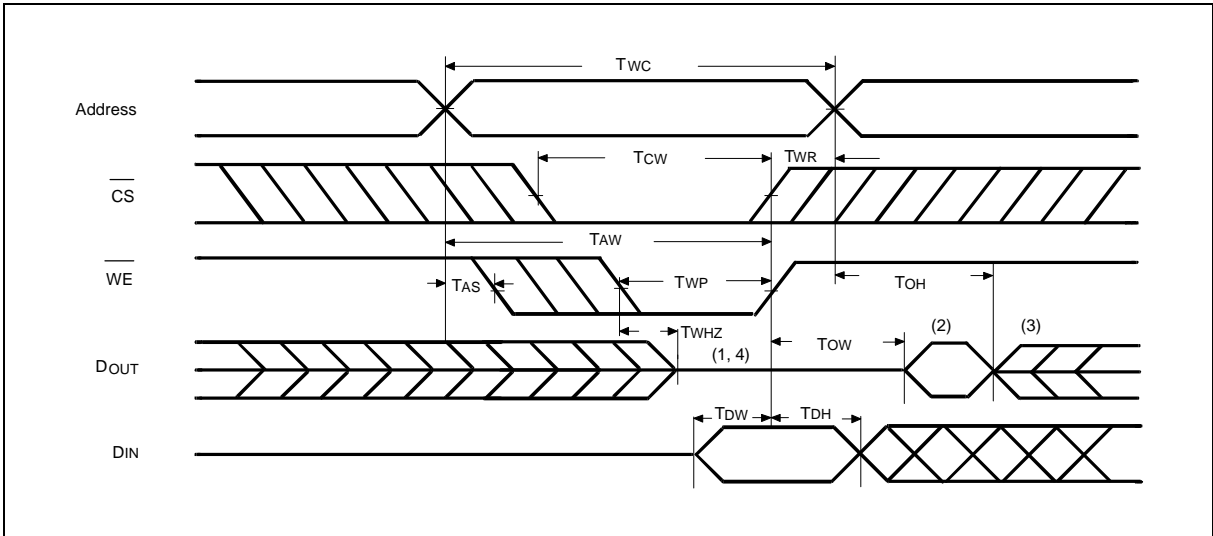 TWC
Address
TCW
TWR
CS
TAW
WE
TAS
TWP
TOH
TWHZ
(1, 4)
TOW
(2)
(3)
DOUT
TDW
TDH
DIN